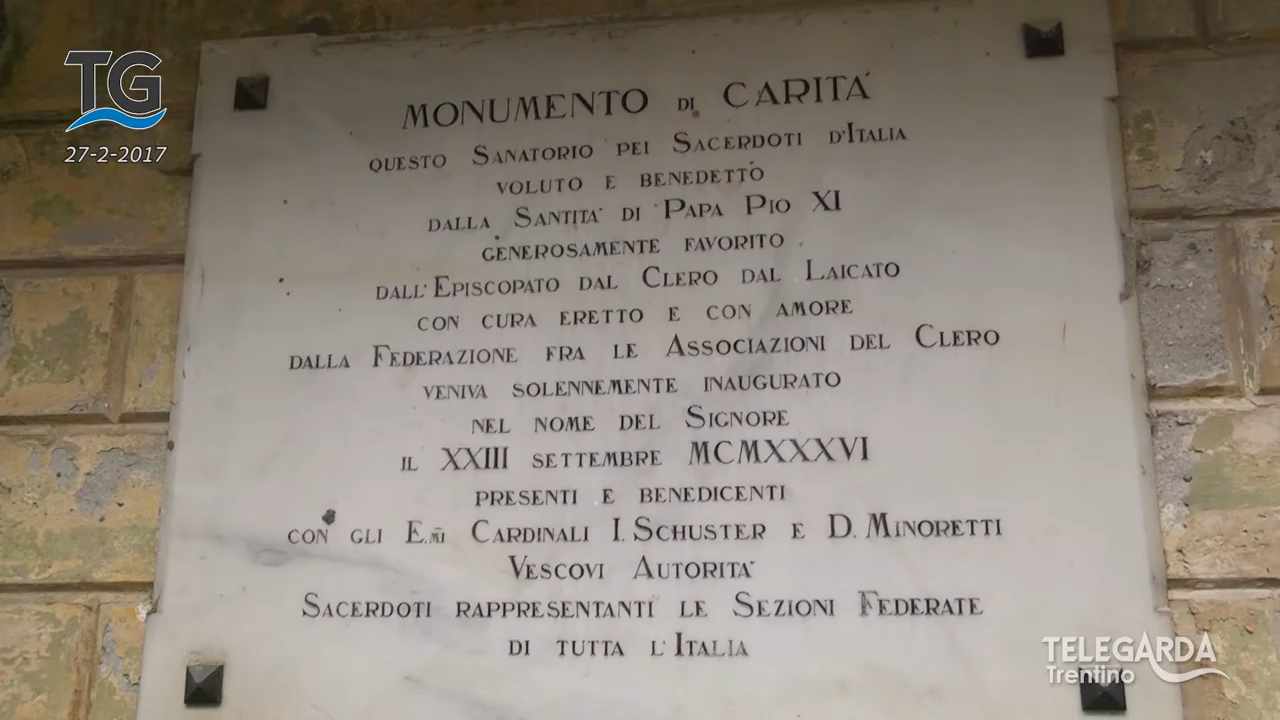 TG
27-2-2017
MONUMENTO DI CARITA'
QUESTO SANATORIO PEI SACERDOTI D'ITALIA
VOLUTO E BENEDETTO
DALLA SANTITA' DI PAPA PIO XI
GENEROSAMENTE FAVORITO
DALL'EPISCOPATO DAL CLERO DAL LAICATO
CON CURA ERETTO E CON AMORE
DALLA FEDERAZIONE FRA LE ASSOCIAZIONI DEL CLERO
VENIVA SOLENNEMENTE INAUGURATO
NEL NOME DEL SIGNORE
IL XXIII SETTEMBRE MCMXXXVI
PRESENTI E BENEDICENTI
CON GLI E.MI CARDINALI I. SCHUSTER E D. MINORETTI
VESCOVI AUTORITA'
SACERDOTI RAPPRESENTANTI LE SEZIONI FEDERATE
DI TUTTA L'ITALIA
TELEGARDA
Trentino